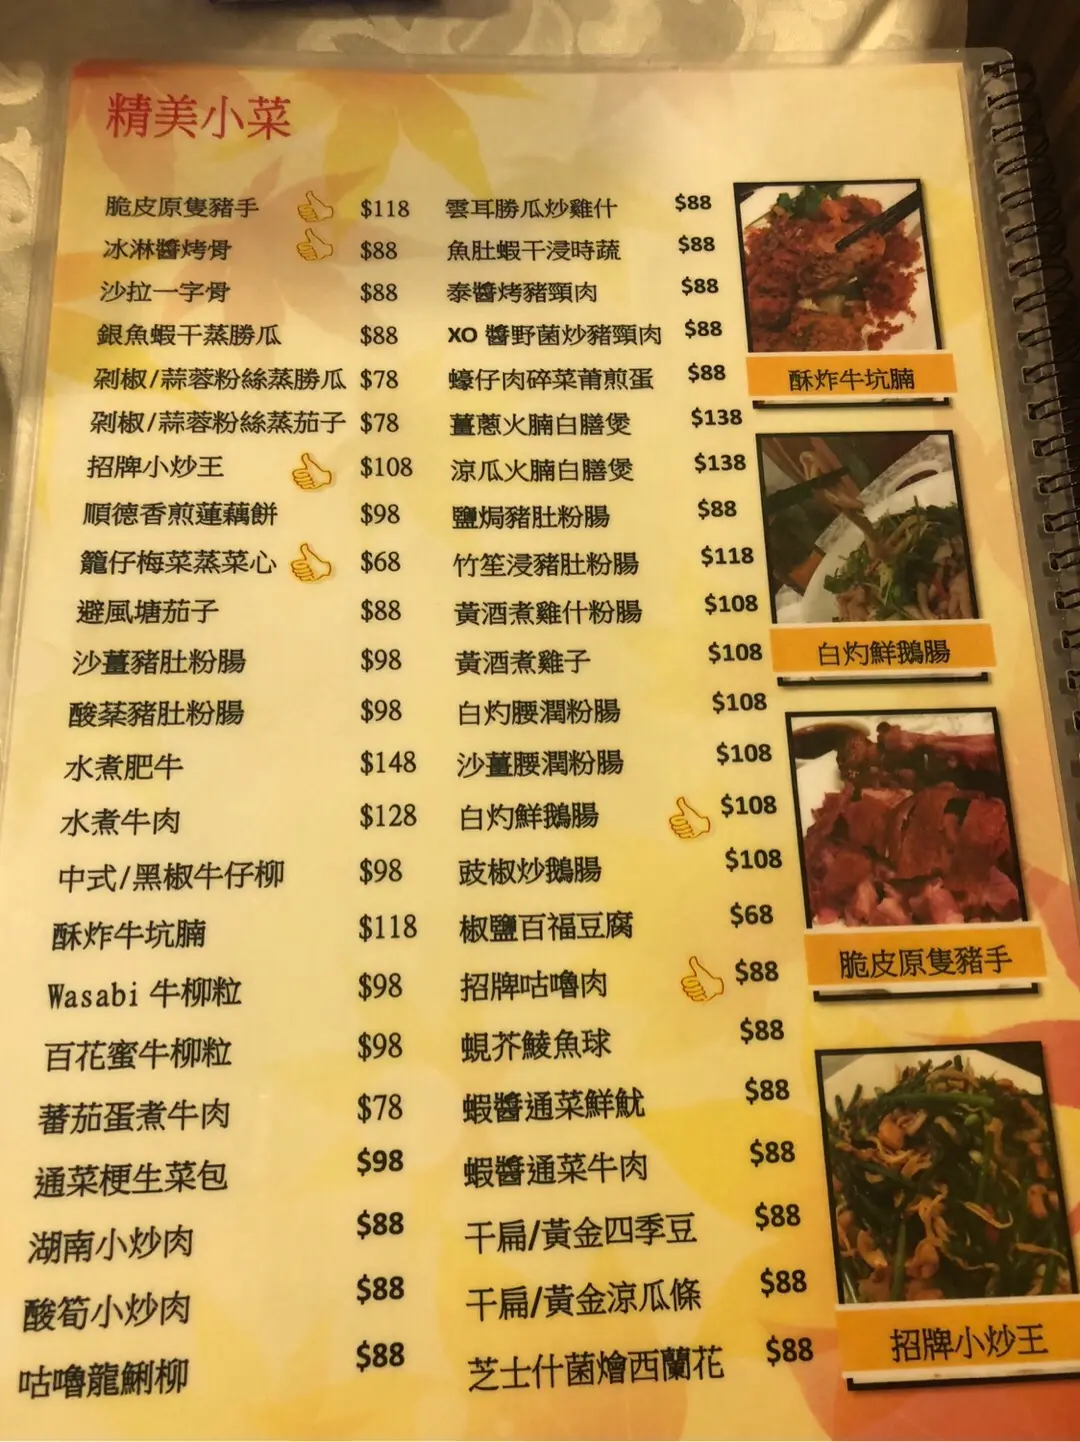 精美小菜
脆皮原隻豬手 $118
冰淋醬烤骨 $88
沙拉一字骨 $88
銀魚蝦干蒸勝瓜 $88
剁椒/蒜蓉粉絲蒸勝瓜 $78
剁椒/蒜蓉粉絲蒸茄子 $78
招牌小炒王 $108
順德香煎蓮藕餅 $98
籠仔梅菜蒸菜心 $68
避風塘茄子 $88
沙薑豬肚粉腸 $98
酸菜豬肚粉腸 $98
水煮肥牛 $148
水煮牛肉 $128
中式/黑椒牛仔柳 $98
酥炸牛坑腩 $118
Wasabi 牛柳粒 $98
百花蜜牛柳粒 $98
蕃茄蛋煮牛肉 $78
通菜梗生菜包 $98
湖南小炒肉 $88
酸筍小炒肉 $88
咕嚕龍脷柳 $88
雲耳勝瓜炒雞什 $88
魚肚蝦干浸時蔬 $88
泰醬烤豬頸肉 $88
XO 醬野菌炒豬頸肉 $88
蠔仔肉碎菜莆煎蛋 $88
薑蔥火腩白膳煲 $138
涼瓜火腩白膳煲 $138
鹽焗豬肚粉腸 $88
竹笙浸豬肚粉腸 $118
黃酒煮雞什粉腸 $108
黃酒煮雞子 $108
白灼腰潤粉腸 $108
沙薑腰潤粉腸 $108
白灼鮮鵝腸 $108
豉椒炒鵝腸 $108
椒鹽百福豆腐 $68
招牌咕嚕肉 $88
蜆芥鯪魚球 $88
蝦醬通菜鮮魷 $88
蝦醬通菜牛肉 $88
干扁/黃金四季豆 $88
干扁/黃金涼瓜條 $88
芝士什菌燴西蘭花 $88
酥炸牛坑腩
白灼鮮鵝腸
脆皮原隻豬手
招牌小炒王